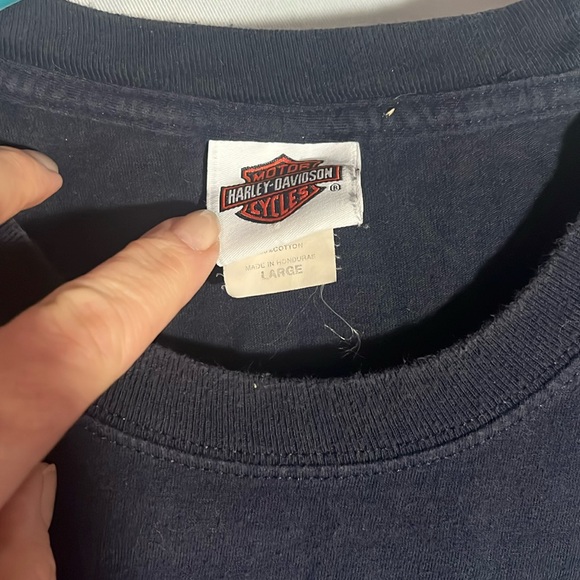 MOTOR
HARLEY-DAVIDSON
CYCLES
®
COTTON
MADE IN HONDURAS
LARGE